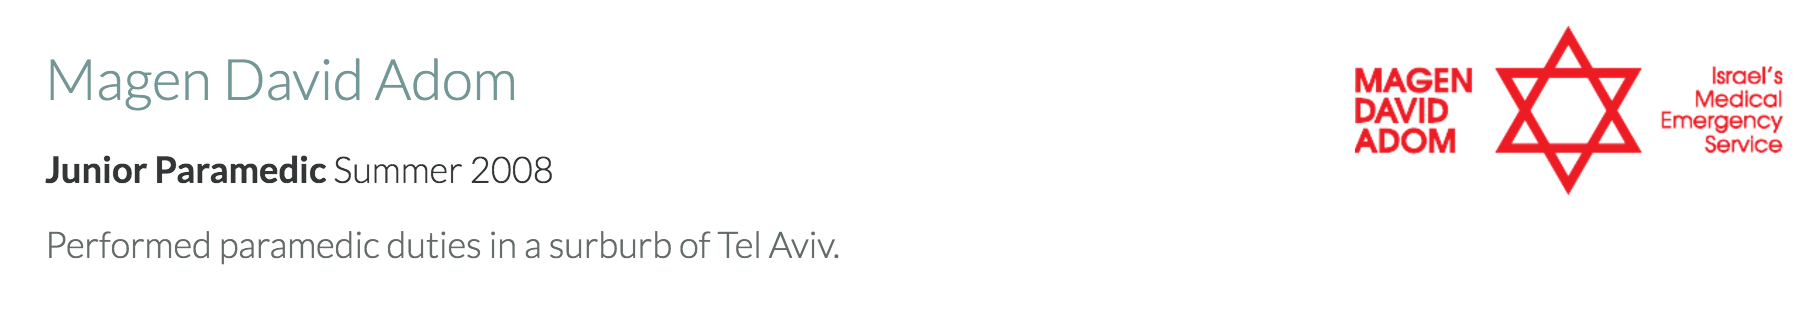 Magen David Adom
Junior Paramedic Summer 2008
Performed paramedic duties in a surburb of Tel Aviv.
MAGEN
DAVID
ADOM
Israel's
Medical
Emergency
Service